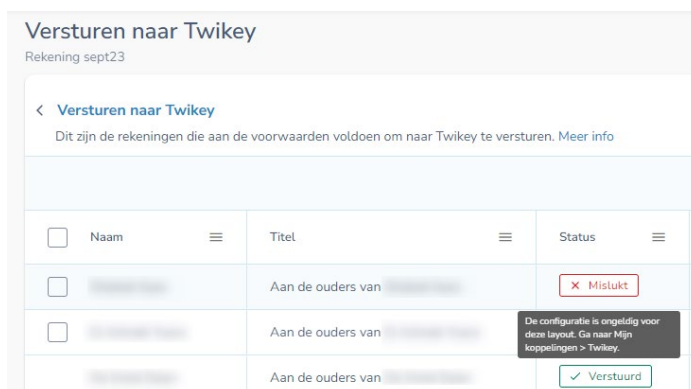 Versturen naar Twikey
Rekening sept23
Versturen naar Twikey
Dit zijn de rekeningen die aan de voorwaarden voldoen om naar Twikey te versturen. Meer info
Naam Titel Status
Aan de ouders van Mislukt
Aan de ouders van
De configuratie is ongeldig voor
deze layout. Ga naar Mijn
koppelingen > Twikey.
Aan de ouders van Verstuurd